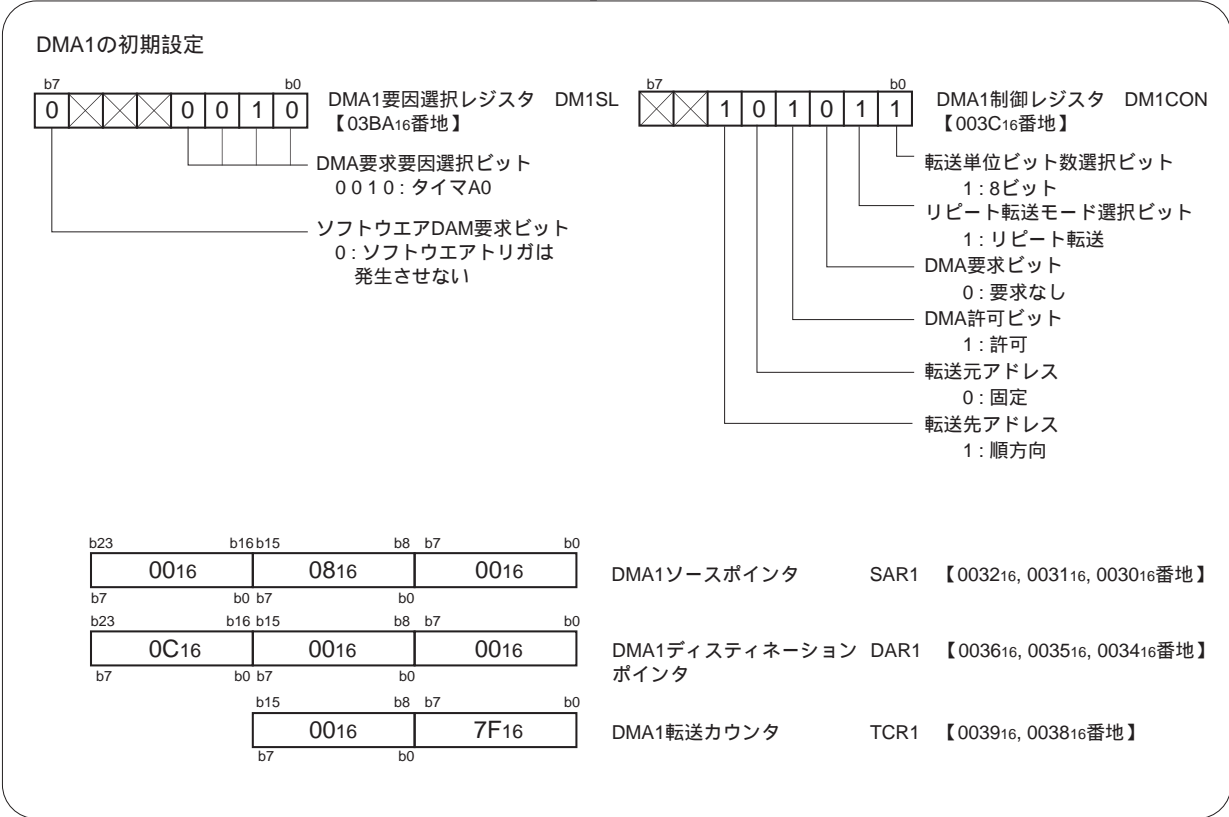 DMA1の初期設定
b7 b0
0 0 0 1 0
DMA1要因選択レジスタ DM1SL
【03BA16番地】
DMA要求要因選択ビット
0 0 1 0 : タイマA0
ソフトウエアDAM要求ビット
0 : ソフトウエアトリガは
発生させない
b7 b0
1 0 1 0 1 1
DMA1制御レジスタ DM1CON
【003C16番地】
転送単位ビット数選択ビット
1 : 8ビット
リピート転送モード選択ビット
1 : リピート転送
DMA要求ビット
0 : 要求なし
DMA許可ビット
1 : 許可
転送元アドレス
0 : 固定
転送先アドレス
1 : 順方向
b23 b16 b15 b8 b7 b0
0016 0816 0016
DMA1ソースポインタ SAR1 【003216, 003116, 003016番地】
b7 b0 b7 b0
b23 b16 b15 b8 b7 b0
0C16 0016 0016
DMA1ディスティネーション DAR1 【003616, 003516, 003416番地】
ポインタ
b7 b0 b7 b0
b15 b8 b7 b0
0016 7F16
DMA1転送カウンタ TCR1 【003916, 003816番地】
b7 b0